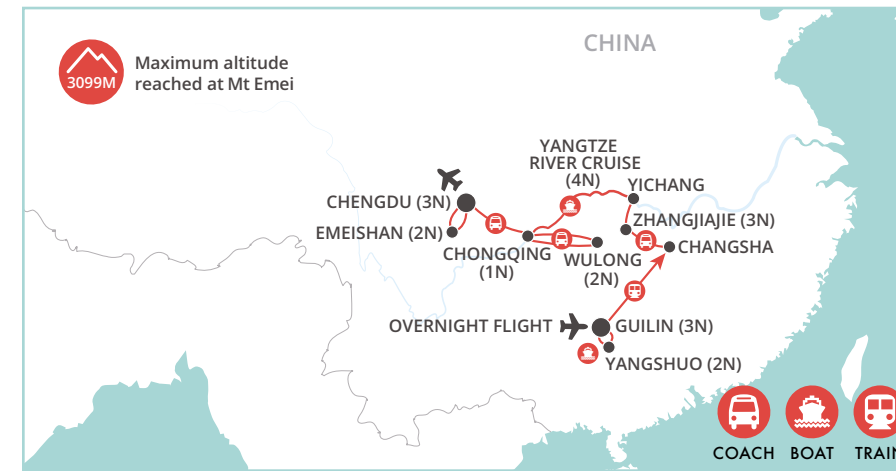 CHINA
3099M
Maximum altitude
reached at Mt Emei
YANGTZE
RIVER CRUISE
(4N)
YICHANG
CHENGDU (3N)
ZHANGJIAJIE (3N)
EMEISHAN (2N)
CHANGSHA
CHONGQING
(1N)
WULONG
(2N)
OVERNIGHT FLIGHT
GUILIN (3N)
YANGSHUO (2N)
COACH
BOAT
TRAIN